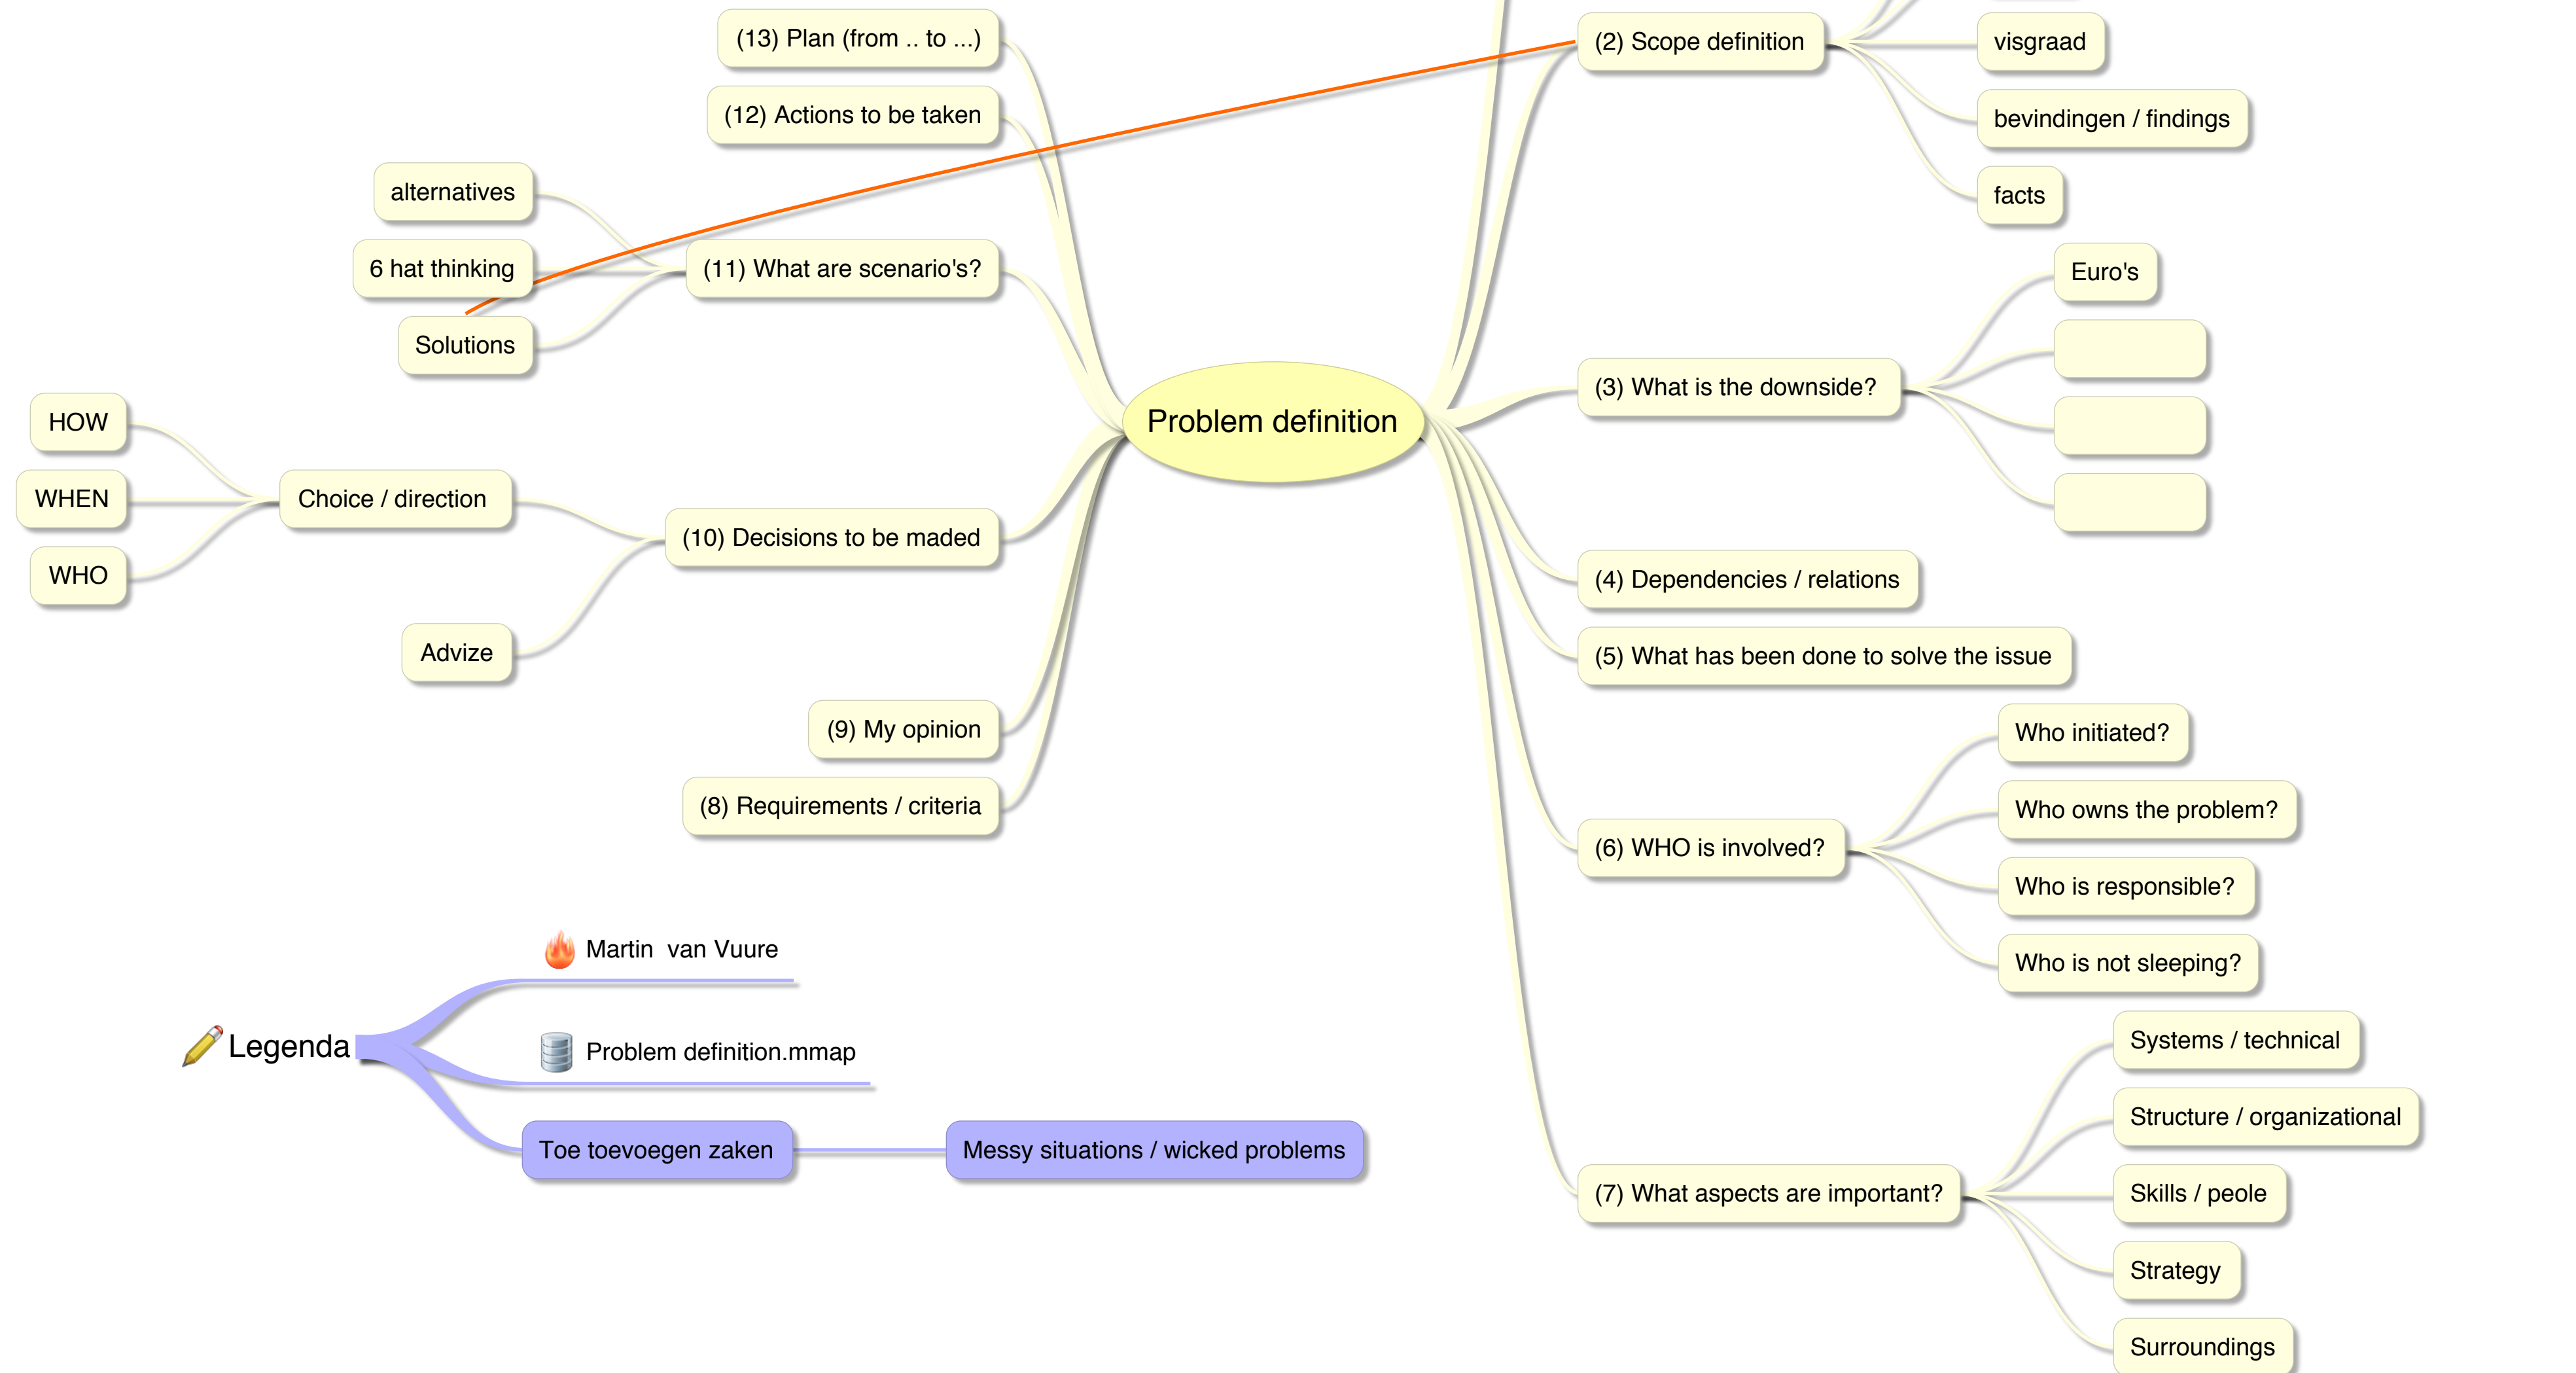 Problem definition
(2) Scope definition
visgraad
bevindingen / findings
facts
(3) What is the downside?
Euro's
(4) Dependencies / relations
(5) What has been done to solve the issue
(6) WHO is involved?
Who initiated?
Who owns the problem?
Who is responsible?
Who is not sleeping?
(7) What aspects are important?
Systems / technical
Structure / organizational
Skills / peole
Strategy
Surroundings
(8) Requirements / criteria
(9) My opinion
(10) Decisions to be maded
Choice / direction
HOW
WHEN
WHO
Advize
(11) What are scenario's?
alternatives
6 hat thinking
Solutions
(12) Actions to be taken
(13) Plan (from .. to ...)
Legenda
Martin  van Vuure
Problem definition.mmap
Toe toevoegen zaken
Messy situations / wicked problems